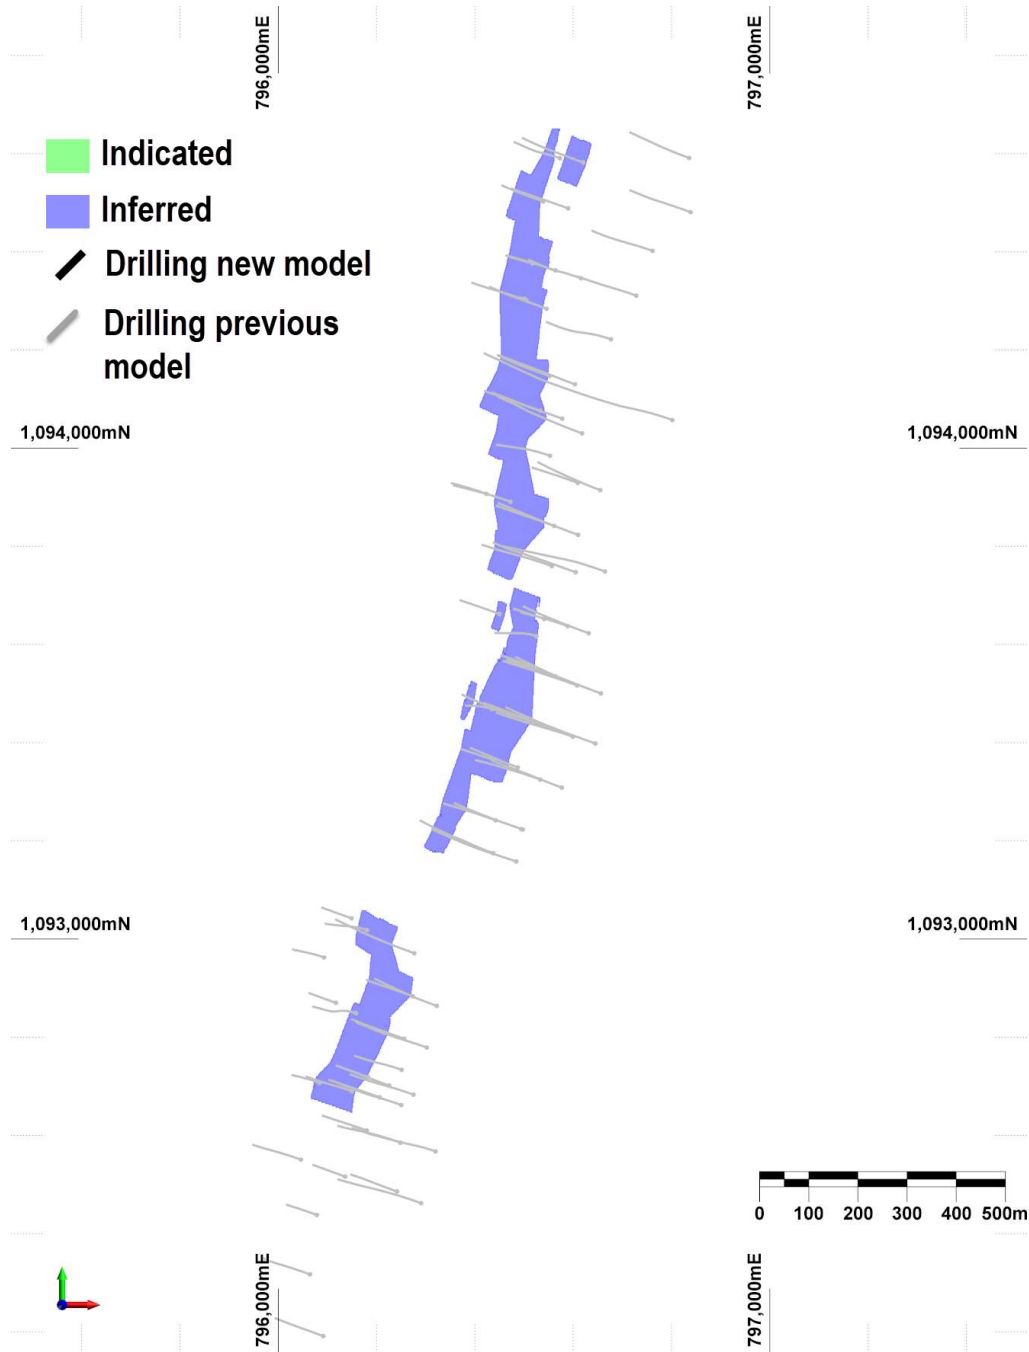 796,000mE
797,000mE
Indicated
Inferred
Drilling new model
Drilling previous
model
1,094,000mN
1,094,000mN
1,093,000mN
1,093,000mN
0 100 200 300 400 500m
796,000mE
797,000mE